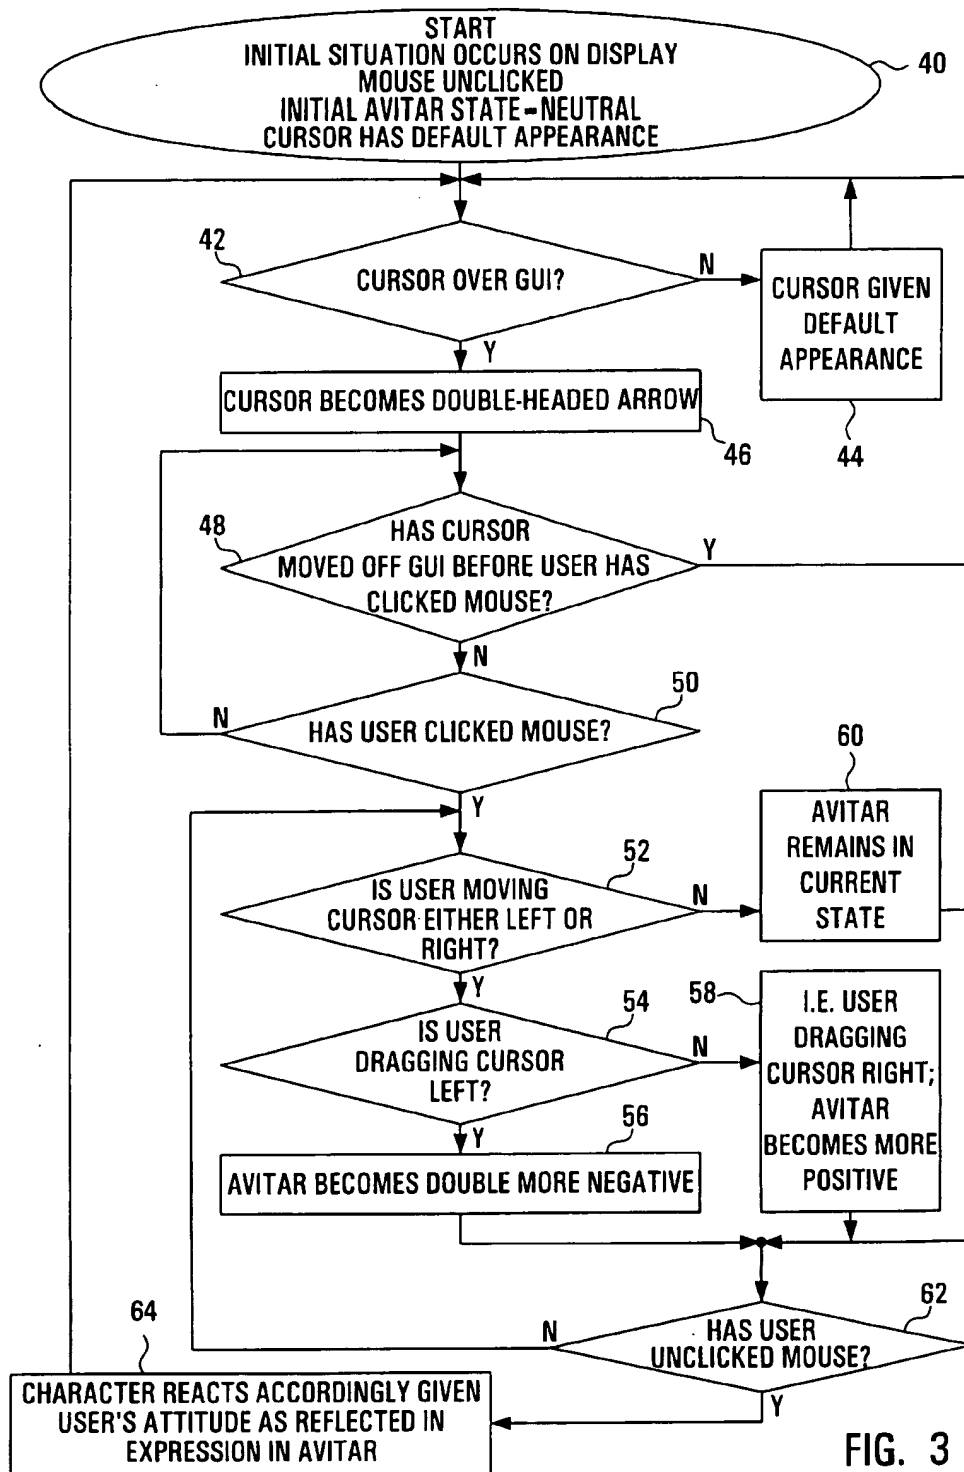 START
INITIAL SITUATION OCCURS ON DISPLAY
MOUSE UNCLICKED
INITIAL AVITAR STATE=NEUTRAL
CURSOR HAS DEFAULT APPEARANCE
40
42
CURSOR OVER GUI?
N
CURSOR GIVEN
DEFAULT
APPEARANCE
44
Y
CURSOR BECOMES DOUBLE-HEADED ARROW
46
48
HAS CURSOR
MOVED OFF GUI BEFORE USER HAS
CLICKED MOUSE?
Y
N
50
N
HAS USER CLICKED MOUSE?
Y
60
AVITAR
REMAINS IN
CURRENT
STATE
52
IS USER MOVING
CURSOR EITHER LEFT OR
RIGHT?
N
Y
54
IS USER
DRAGGING CURSOR
LEFT?
N
58
I.E. USER
DRAGGING
CURSOR RIGHT;
AVITAR
BECOMES MORE
POSITIVE
Y
56
AVITAR BECOMES DOUBLE MORE NEGATIVE
62
N
HAS USER
UNCLICKED MOUSE?
Y
64
CHARACTER REACTS ACCORDINGLY GIVEN
USER'S ATTITUDE AS REFLECTED IN
EXPRESSION IN AVITAR
FIG. 3